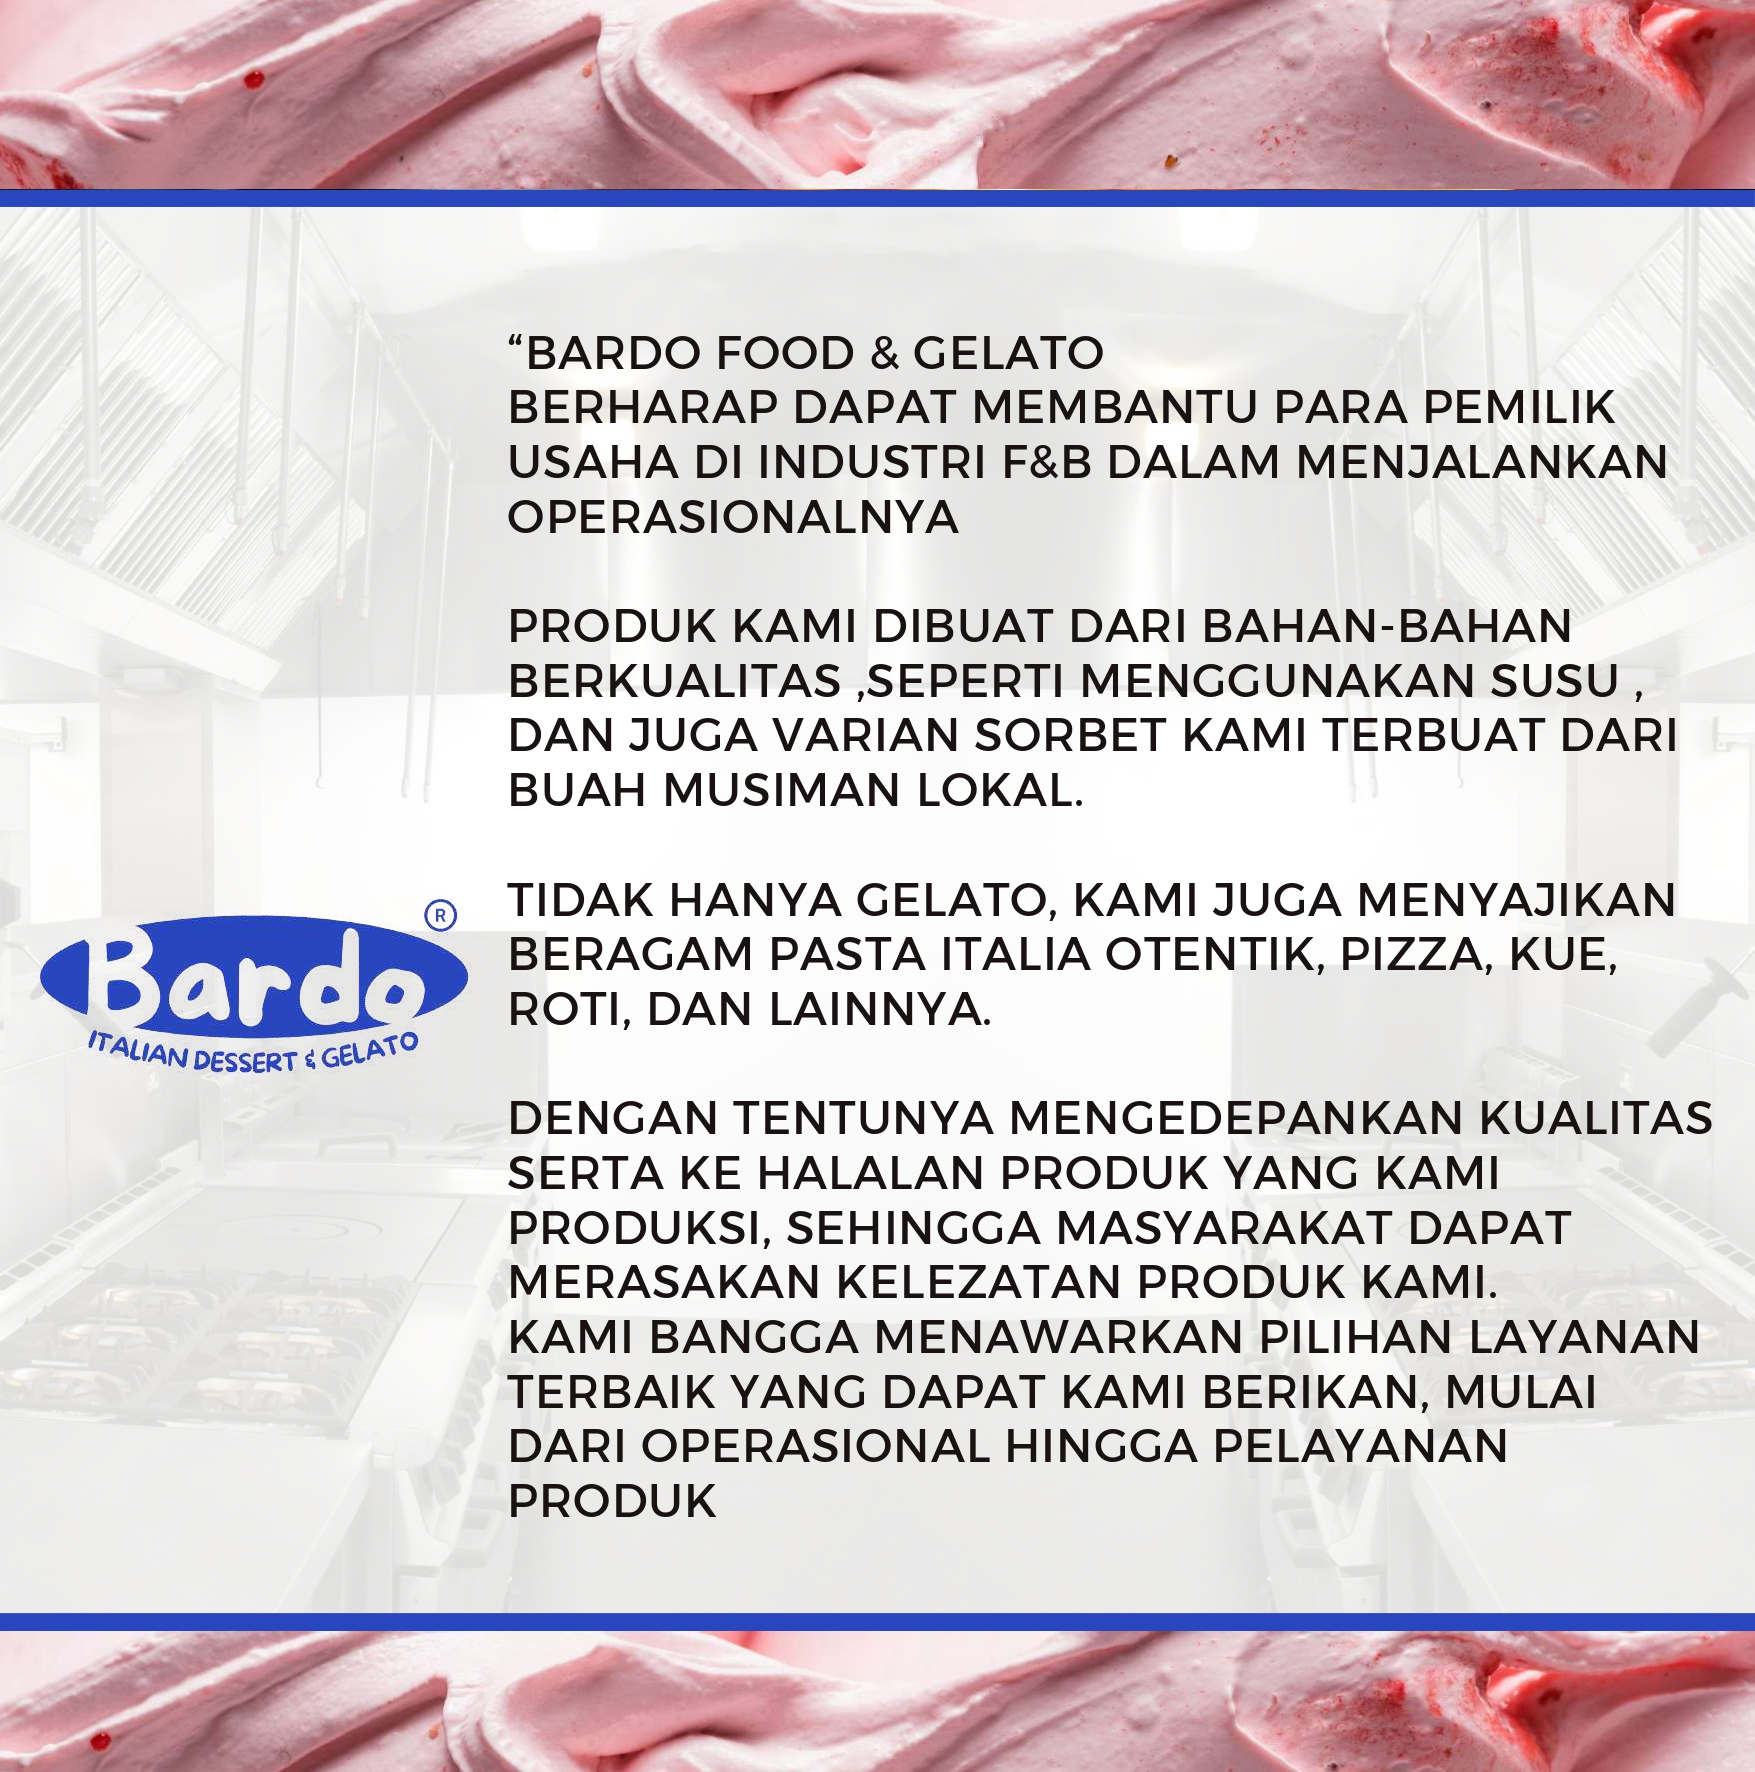 “BARDO FOOD & GELATO
BERHARAP DAPAT MEMBANTU PARA PEMILIK
USAHA DI INDUSTRI F&B DALAM MENJALANKAN
OPERASIONALNYA
PRODUK KAMI DIBUAT DARI BAHAN-BAHAN
BERKUALITAS ,SEPERTI MENGGUNAKAN SUSU ,
DAN JUGA VARIAN SORBET KAMI TERBUAT DARI
BUAH MUSIMAN LOKAL.
TIDAK HANYA GELATO, KAMI JUGA MENYAJIKAN
BERAGAM PASTA ITALIA OTENTIK, PIZZA, KUE,
ROTI, DAN LAINNYA.
DENGAN TENTUNYA MENGEDEPANKAN KUALITAS
SERTA KE HALALAN PRODUK YANG KAMI
PRODUKSI, SEHINGGA MASYARAKAT DAPAT
MERASAKAN KELEZATAN PRODUK KAMI.
KAMI BANGGA MENAWARKAN PILIHAN LAYANAN
TERBAIK YANG DAPAT KAMI BERIKAN, MULAI
DARI OPERASIONAL HINGGA PELAYANAN
PRODUK
Bardo ®
ITALIAN DESSERT & GELATO